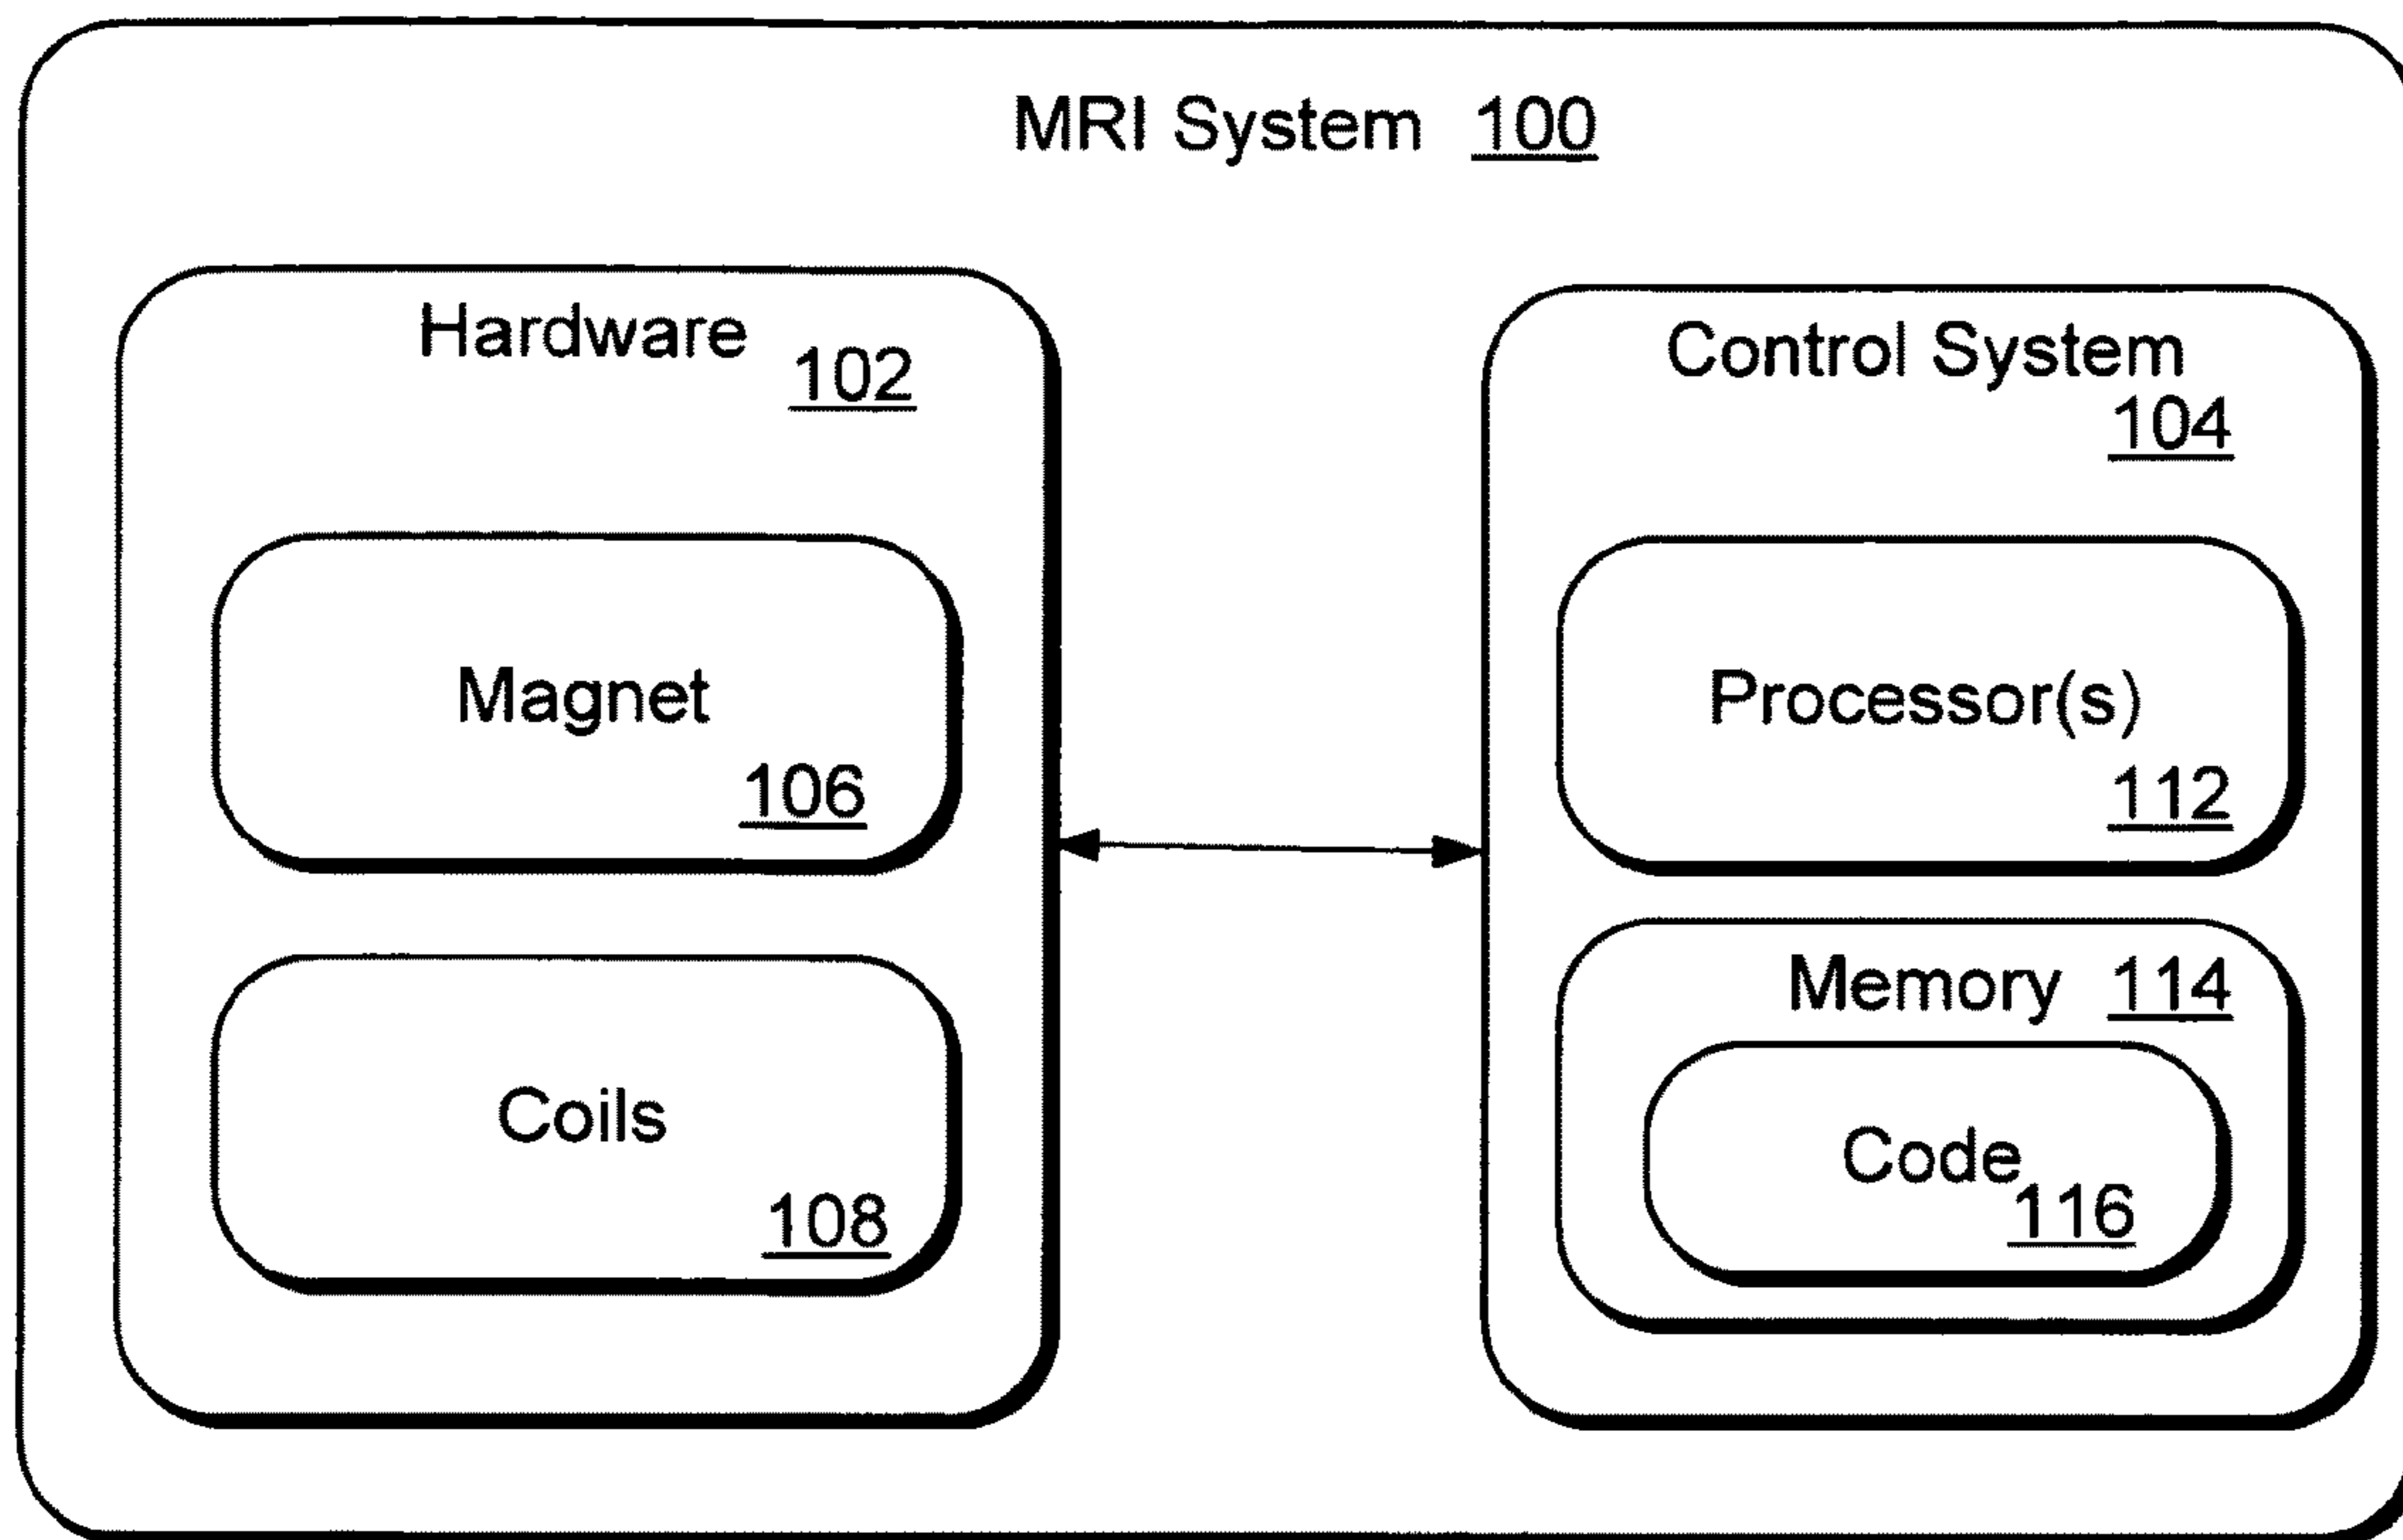 MRI System 100
Hardware 102
Magnet
106
Coils
108
Control System
104
Processor(s)
112
Memory 114
Code 116